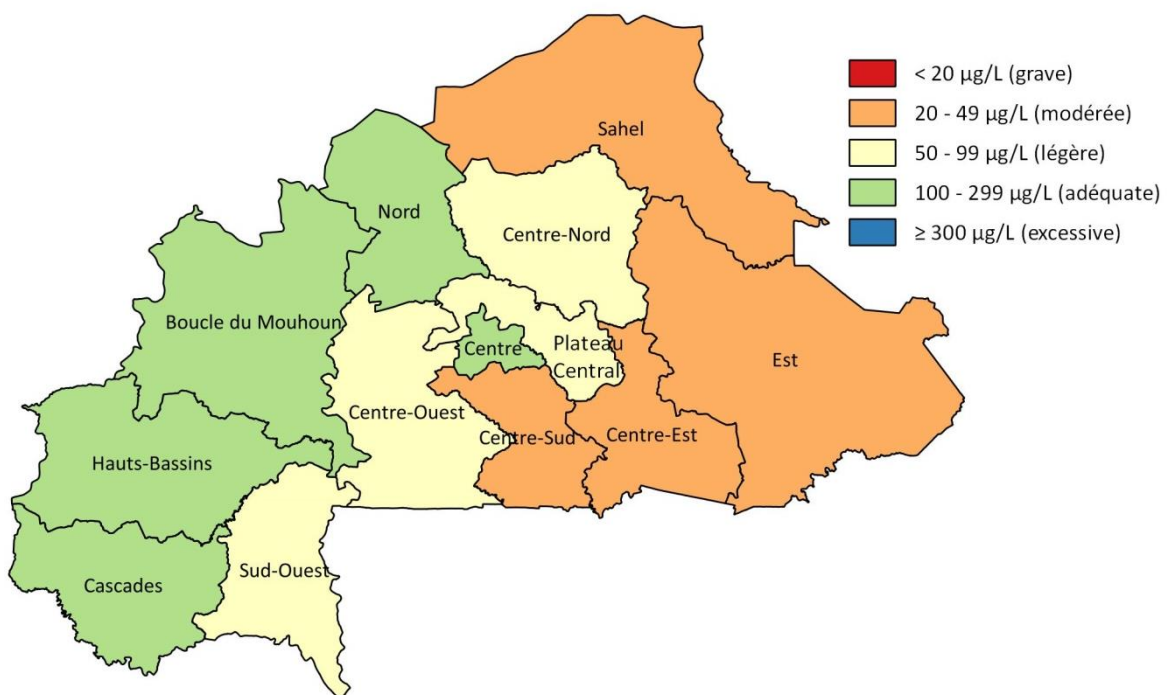 < 20 µg/L (grave)
20 - 49 µg/L (modérée)
50 - 99 µg/L (légère)
100 - 299 µg/L (adéquate)
≥ 300 µg/L (excessive)
Sahel
Nord
Centre-Nord
Boucle du Mouhoun
Centre
Plateau
Central
Est
Centre-Ouest
Centre-Sud
Centre-Est
Hauts-Bassins
Sud-Ouest
Cascades